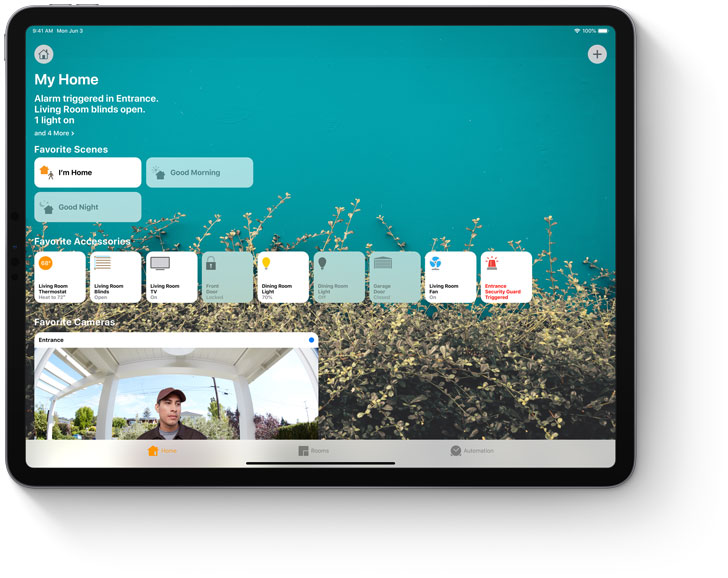 9:41 AM Mon Jun 3
100%
My Home
Alarm triggered in Entrance.
Living Room blinds open.
1 light on
and 4 More >
Favorite Scenes
I'm Home
Good Morning
Good Night
Favorite Accessories
68°
Living Room
Thermostat
Heat to 72°
Living Room
Blinds
Open
Living Room
TV
On
Front
Door
Locked
Dining Room
Light
70%
Dining Room
Light
Off
Garage
Door
Closed
Living Room
Fan
On
Entrance
Security Guard
Triggered
Favorite Cameras
Entrance
Home
Rooms
Automation